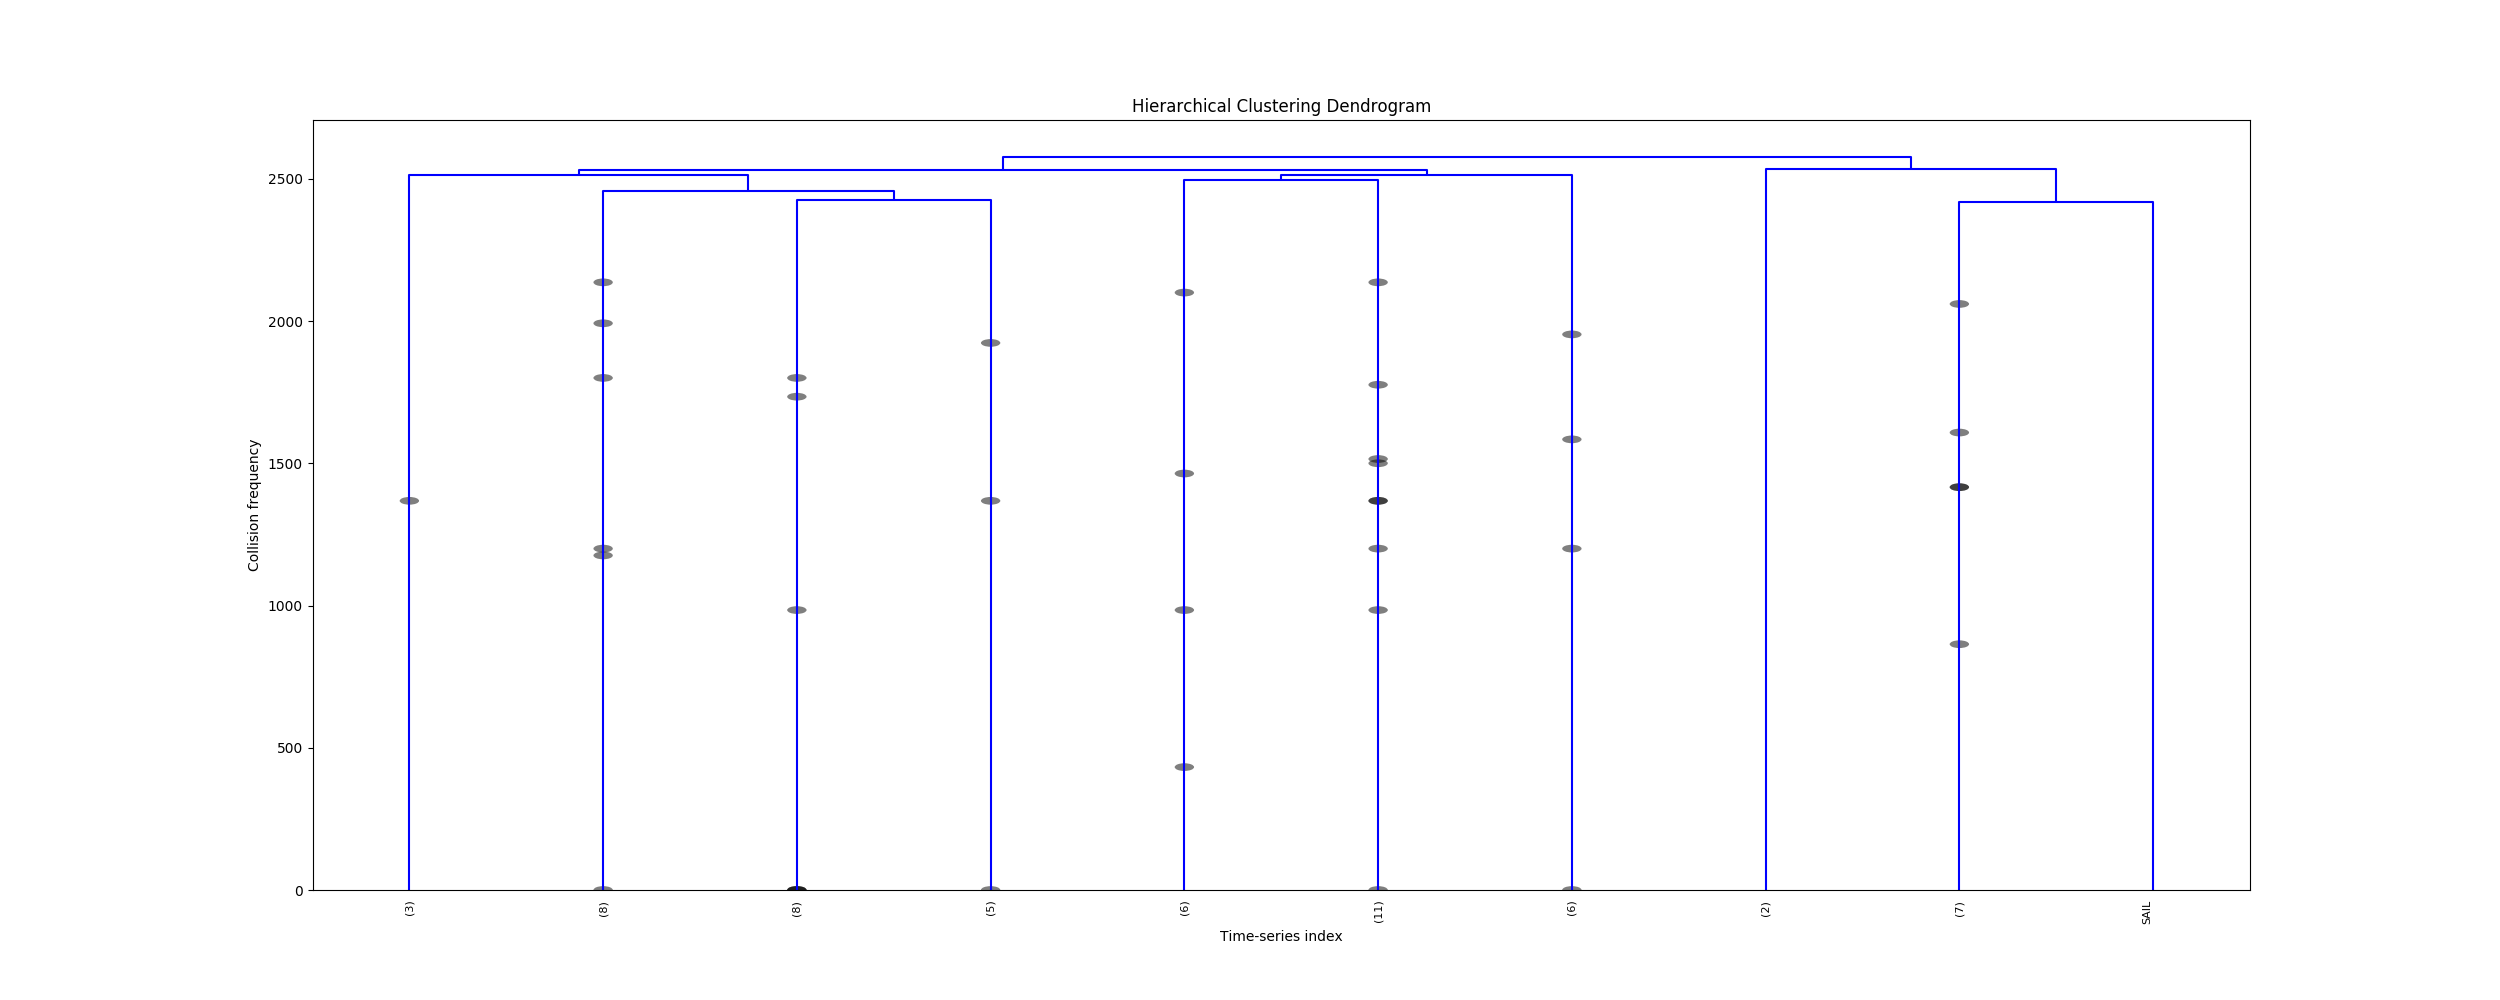 Hierarchical Clustering Dendrogram
2500
2000
1500
1000
500
0
Collision frequency
(3) (8) (8) (5) (6) (11) (6) (2) (7) SAIL
Time-series index